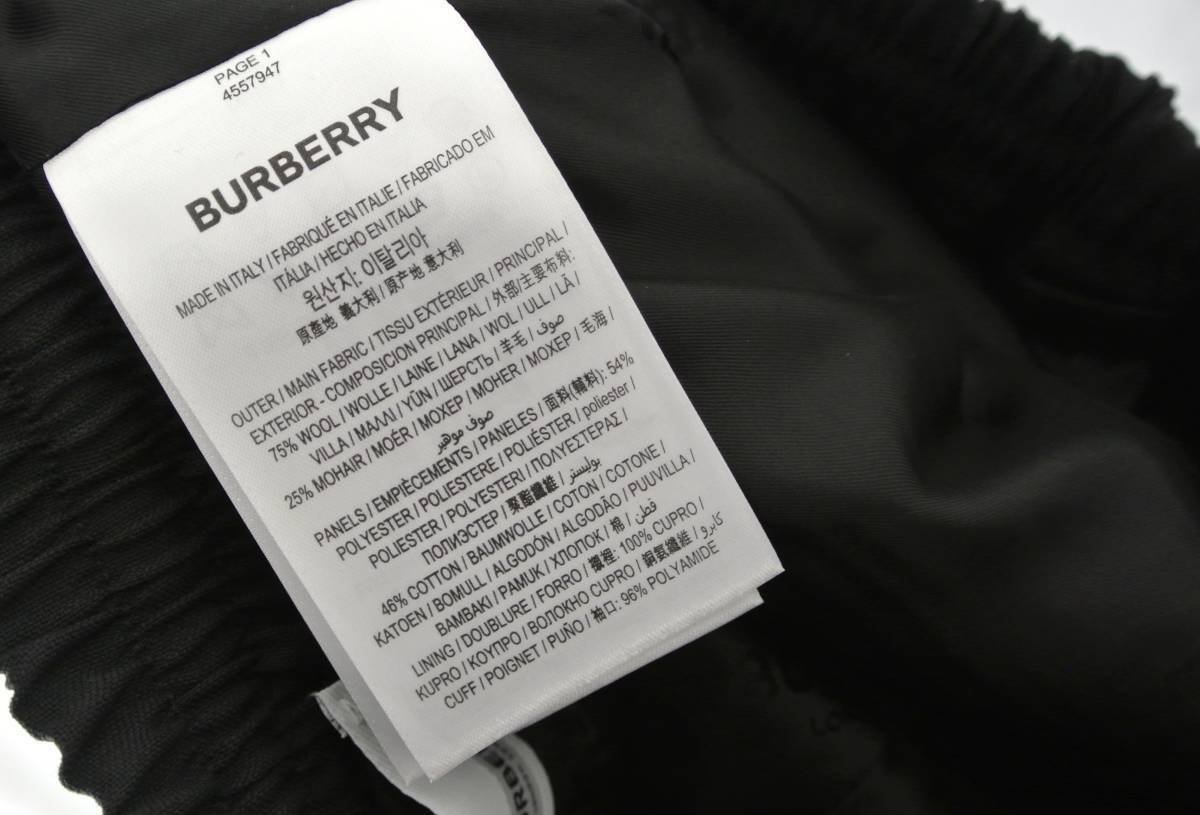 PAGE 1
4557947
BURBERRY
MADE IN ITALY / FABRIQUÉ EN ITALIE / FABRICADO EM
ITÁLIA / HECHO EN ITALIA
원산지: 이탈리아
原產地 義大利 / 原产地 意大利
OUTER / MAIN FABRIC / TISSU EXTÉRIEUR / PRINCIPAL /
EXTERIOR - COMPOSICION PRINCIPAL / 外部/主要布料:
75% WOOL / WOLLE / LAINE / LANA / WOL / ULL / LÃ /
VILLA / ΜΑΛΛΙ / YÜN / ШЕРСТЬ / 羊毛 / صوف
25% MOHAIR / MOÉR / МОХЕР / MOHER / MOXEP / 毛海 /
صوف موهير
PANELS / EMPIÈCEMENTS / PANELES / 面料(輔料): 54%
POLYESTER / POLIESTERE / POLIÉSTER / poliester /
POLIESTER / POLYESTERI / ΠΟΛΥΕΣΤΕΡΑΣ /
ПОЛИЭСТЕР / 聚酯纖維 / بوليستر
46% COTTON / BAUMWOLLE / COTON / COTONE /
KATOEN / BOMULL / ALGODÓN / ALGODÃO / PUUVILLA /
BAMBAKI / PAMUK / ХЛОПОК / 棉 / قطن
LINING / DOUBLURE / FORRO / 襯裡: 100% CUPRO /
KUPRO / ΚΟΥΠΡΟ / ВОЛОКНО CUPRO / 銅氨纖維 / كابرو
CUFF / POIGNET / PUÑO / 袖口: 96% POLYAMIDE